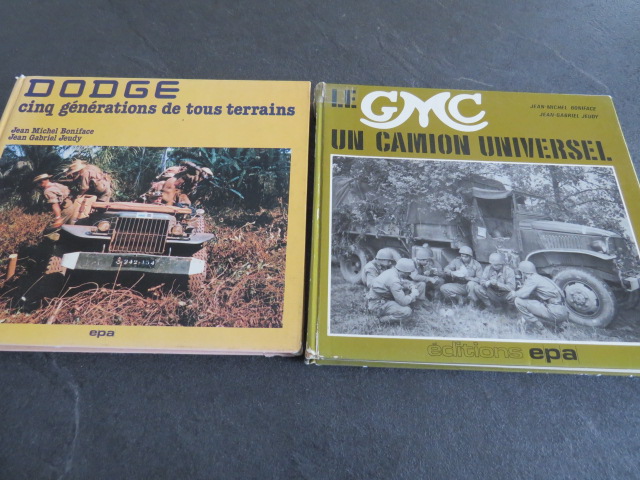 DODGE
cinq générations de tous terrains
Jean Michel Boniface
Jean Gabriel Jeudy
epa
LE GMC
JEAN-MICHEL BONIFACE
JEAN-GABRIEL JEUDY
UN CAMION UNIVERSEL
éditions epa